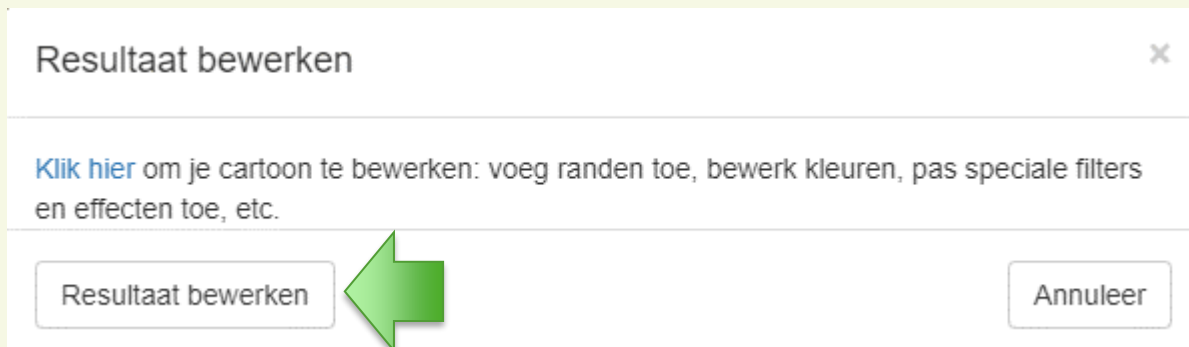 Resultaat bewerken ×
Klik hier om je cartoon te bewerken: voeg randen toe, bewerk kleuren, pas speciale filters
en effecten toe, etc.
Resultaat bewerken Annuleer